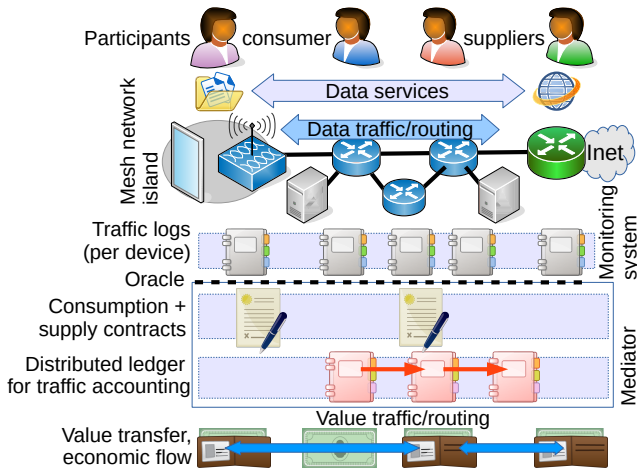 Participants consumer suppliers
Data services
Data traffic/routing
Mesh network
island
Inet
Traffic logs
(per device)
Monitoring
system
Oracle
Consumption +
supply contracts
Distributed ledger
for traffic accounting
Mediator
Value traffic/routing
Value transfer,
economic flow